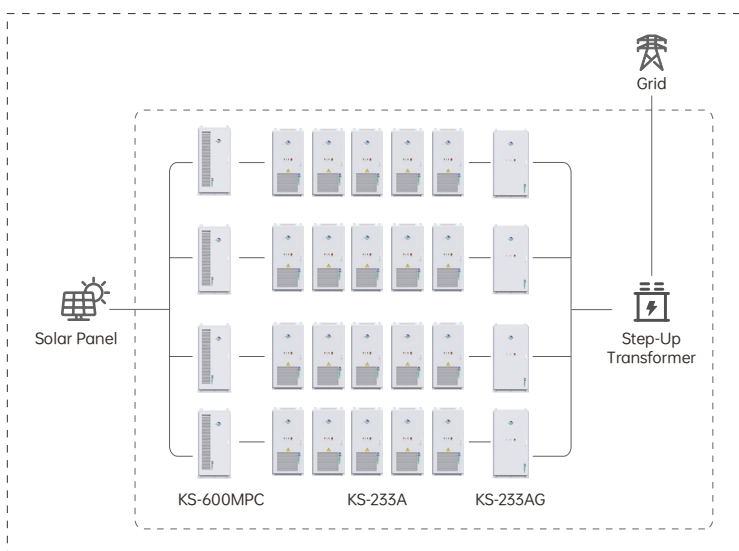 Grid
Solar Panel
Step-Up
Transformer
KS-600MPC
KS-233A
KS-233AG